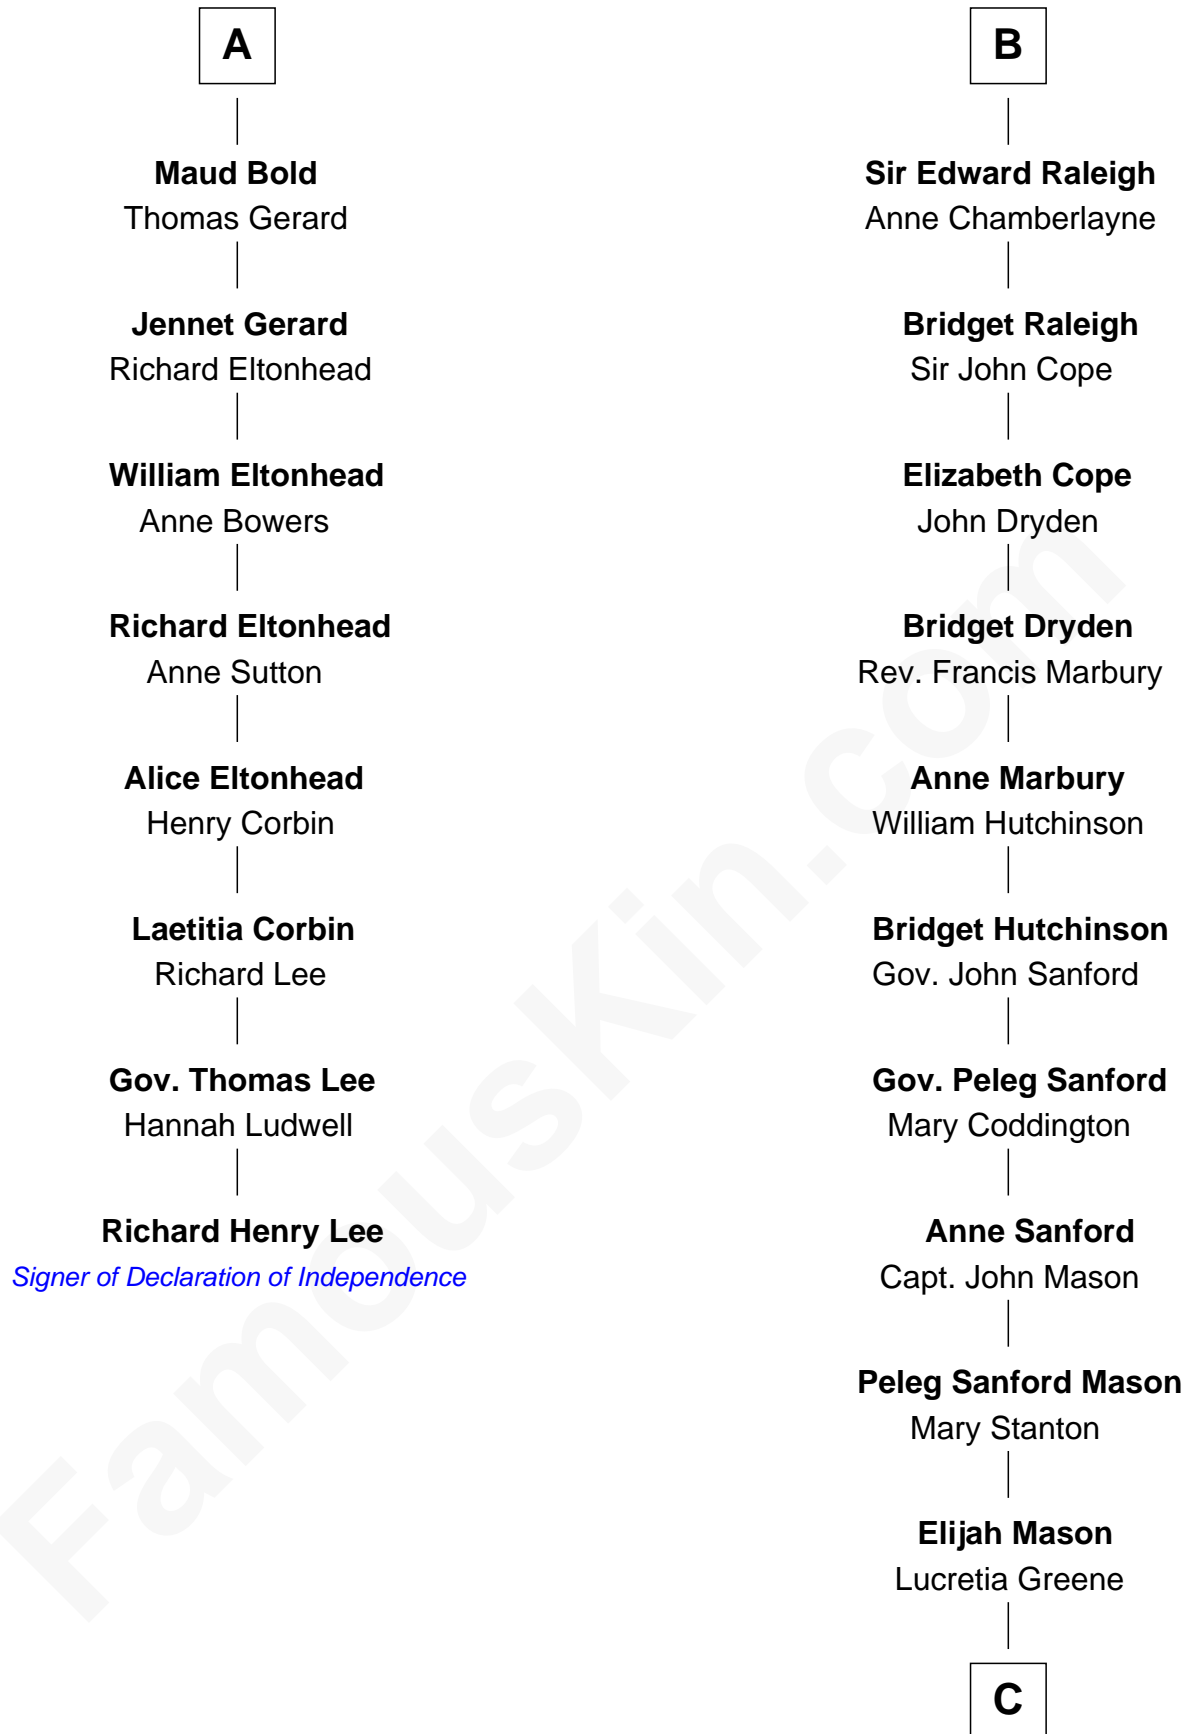 A
Maud Bold
Thomas Gerard
Jennet Gerard
Richard Eltonhead
William Eltonhead
Anne Bowers
Richard Eltonhead
Anne Sutton
Alice Eltonhead
Henry Corbin
Laetitia Corbin
Richard Lee
Gov. Thomas Lee
Hannah Ludwell
Richard Henry Lee
Signer of Declaration of Independence
B
Sir Edward Raleigh
Anne Chamberlayne
Bridget Raleigh
Sir John Cope
Elizabeth Cope
John Dryden
Bridget Dryden
Rev. Francis Marbury
Anne Marbury
William Hutchinson
Bridget Hutchinson
Gov. John Sanford
Gov. Peleg Sanford
Mary Coddington
Anne Sanford
Capt. John Mason
Peleg Sanford Mason
Mary Stanton
Elijah Mason
Lucretia Greene
C
FamousKin.com